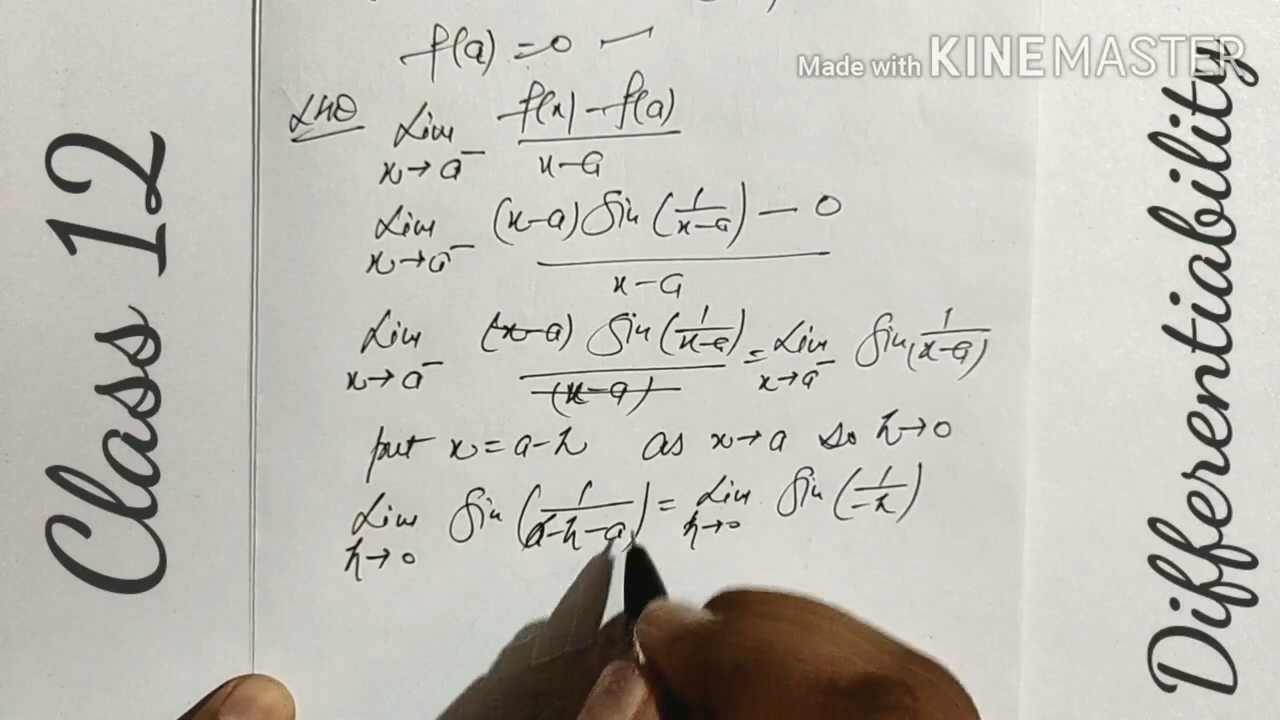 Class 12
Made with KINEMASTER
f(a) = 0
LHD Lim x→a⁻ f(x) - f(a) / x-a
Lim x→a⁻ (x-a) Sin (1/x-a) - 0 / x-a
Lim x→a⁻ (x-a) Sin (1/x-a) / (x-a) = Lim x→a⁻ Sin (1/x-a)
put x = a-h as x→a so h→0
Lim h→0 Sin (1/a-h-a) = Lim h→0 Sin (1/-h)
Differentiability